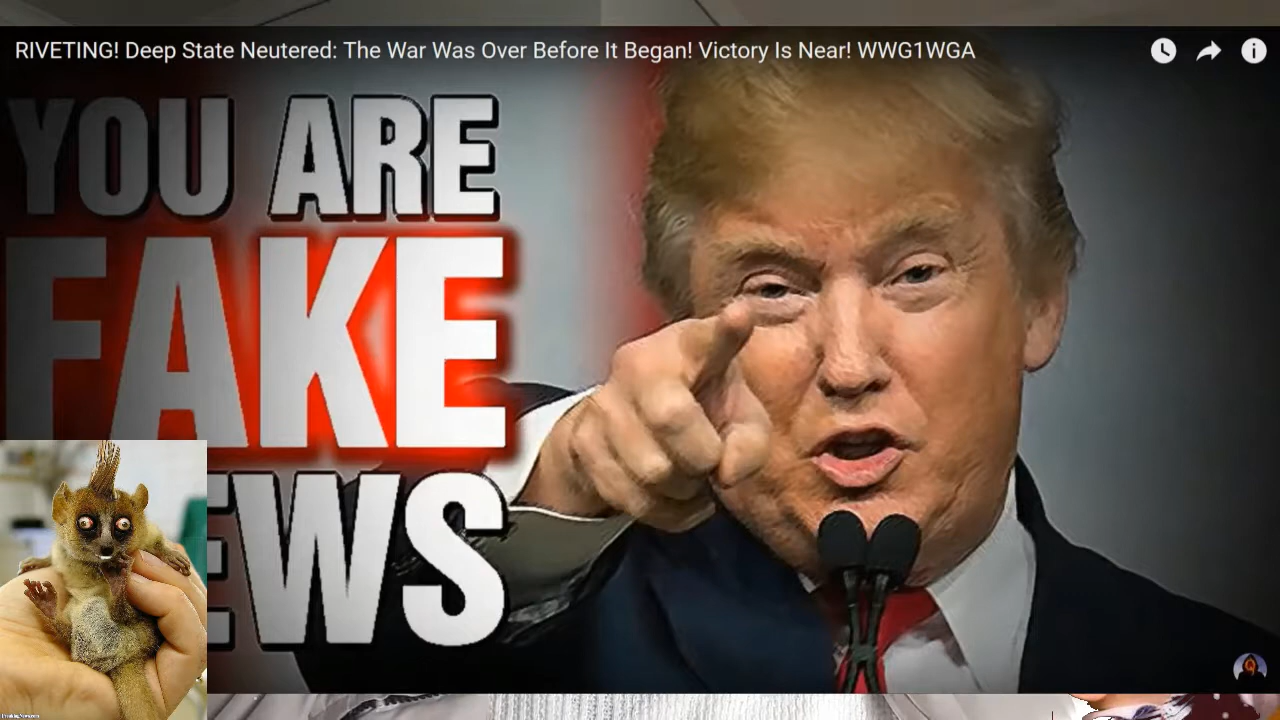 RIVETING! Deep State Neutered: The War Was Over Before It Began! Victory Is Near! WWG1WGA
YOU ARE
FAKE
EWS